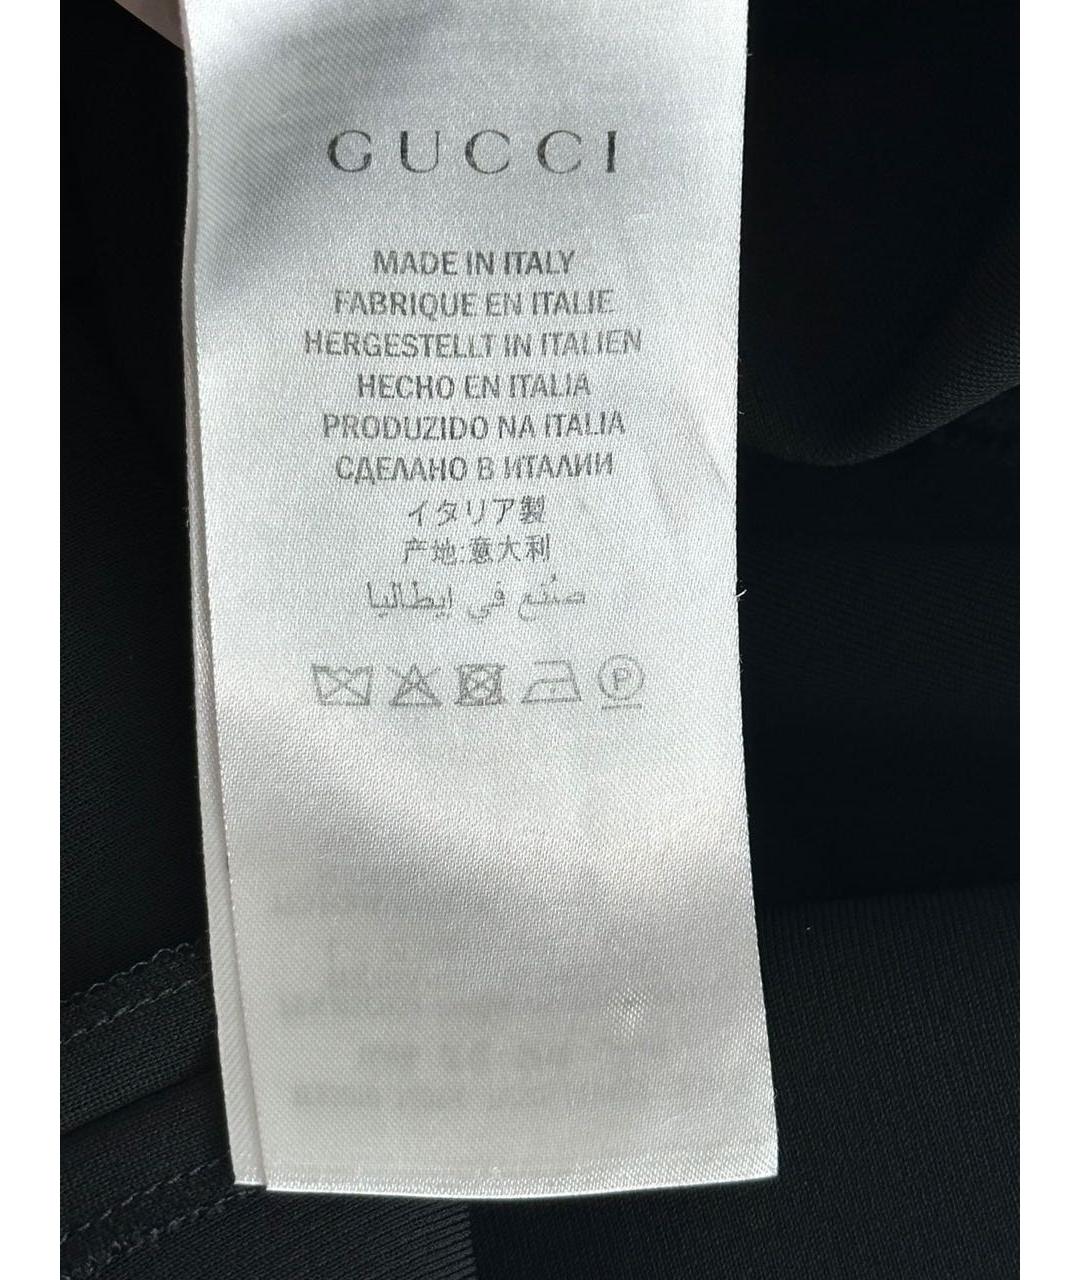 GUCCI
MADE IN ITALY
FABRIQUE EN ITALIE
HERGESTELLT IN ITALIEN
HECHO EN ITALIA
PRODUZIDO NA ITALIA
СДЕЛАНО В ИТАЛИИ
イタリア製
产地:意大利
صنع في ايطاليا
P